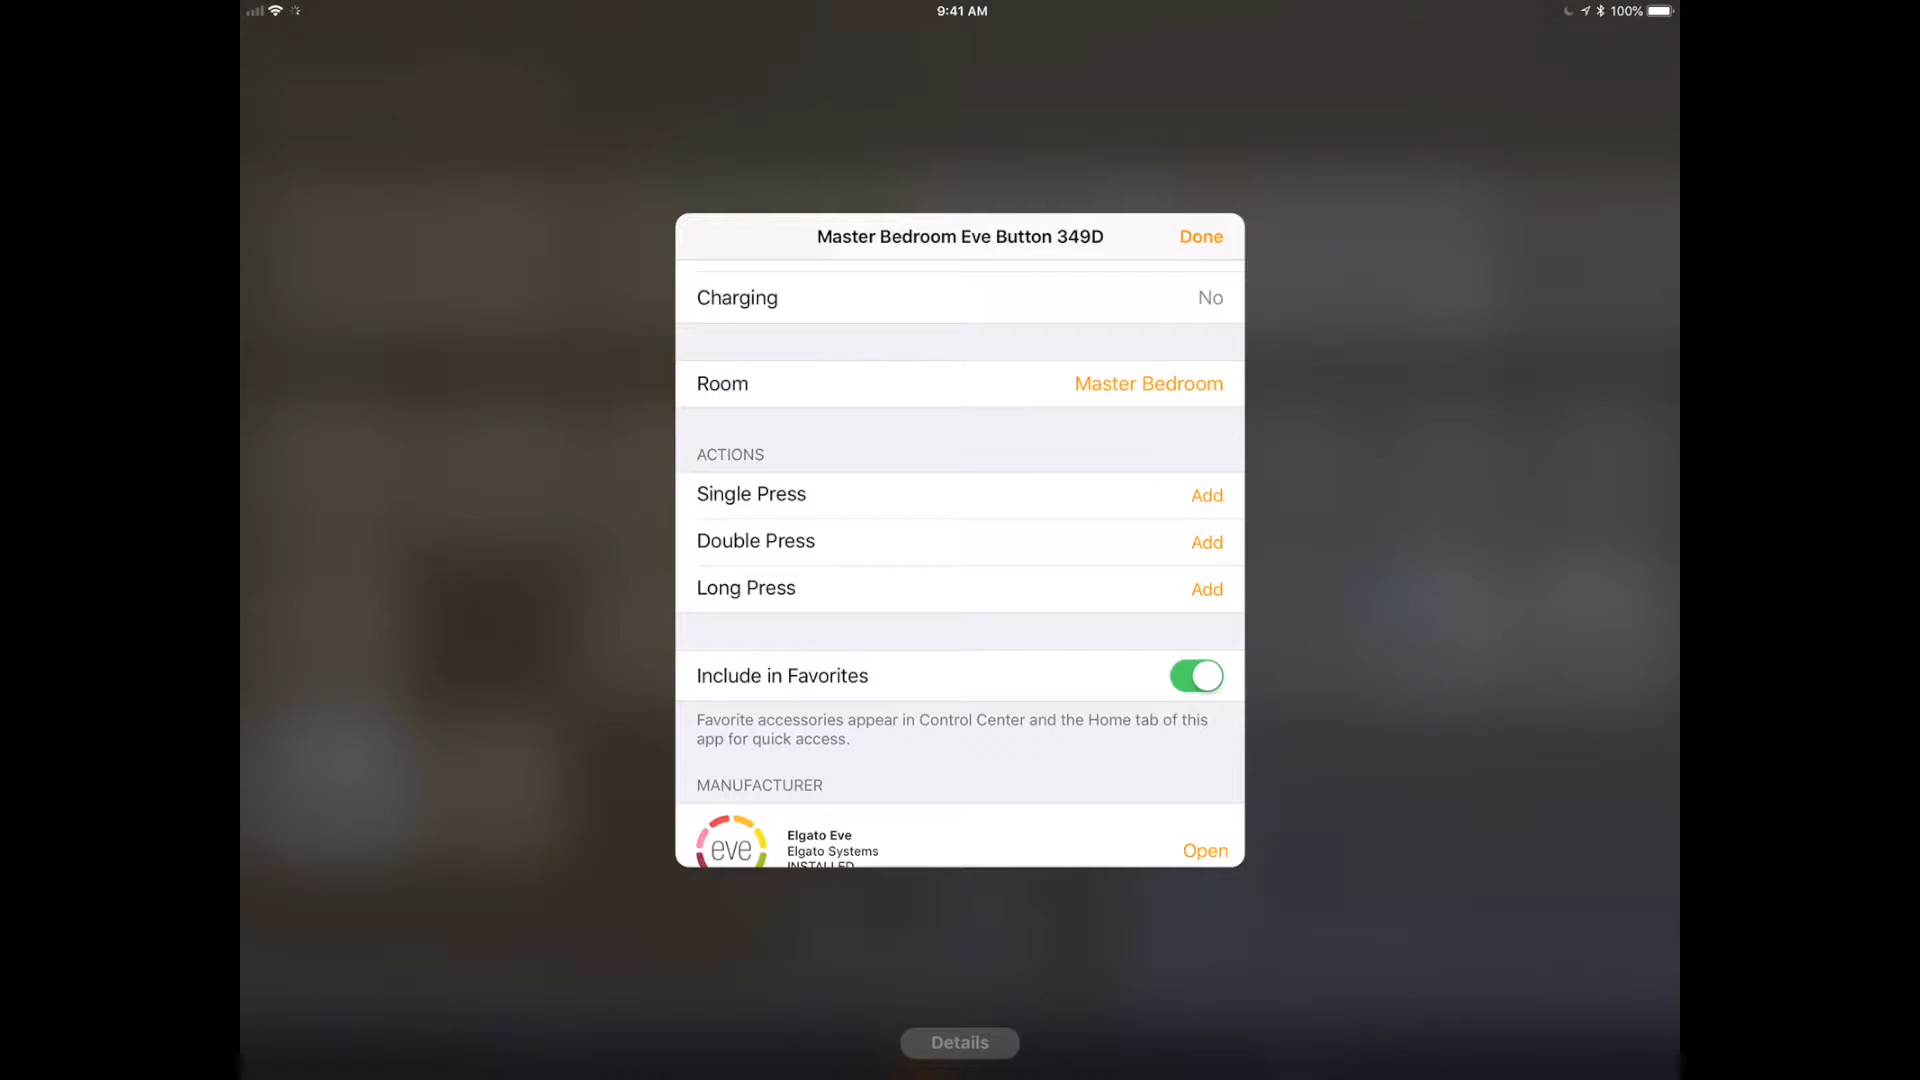 9:41 AM
100%
Master Bedroom Eve Button 349D
Done
Charging
No
Room
Master Bedroom
ACTIONS
Single Press
Add
Double Press
Add
Long Press
Add
Include in Favorites
Favorite accessories appear in Control Center and the Home tab of this
app for quick access.
MANUFACTURER
eve
Elgato Eve
Elgato Systems
INSTALLED
Open
Details